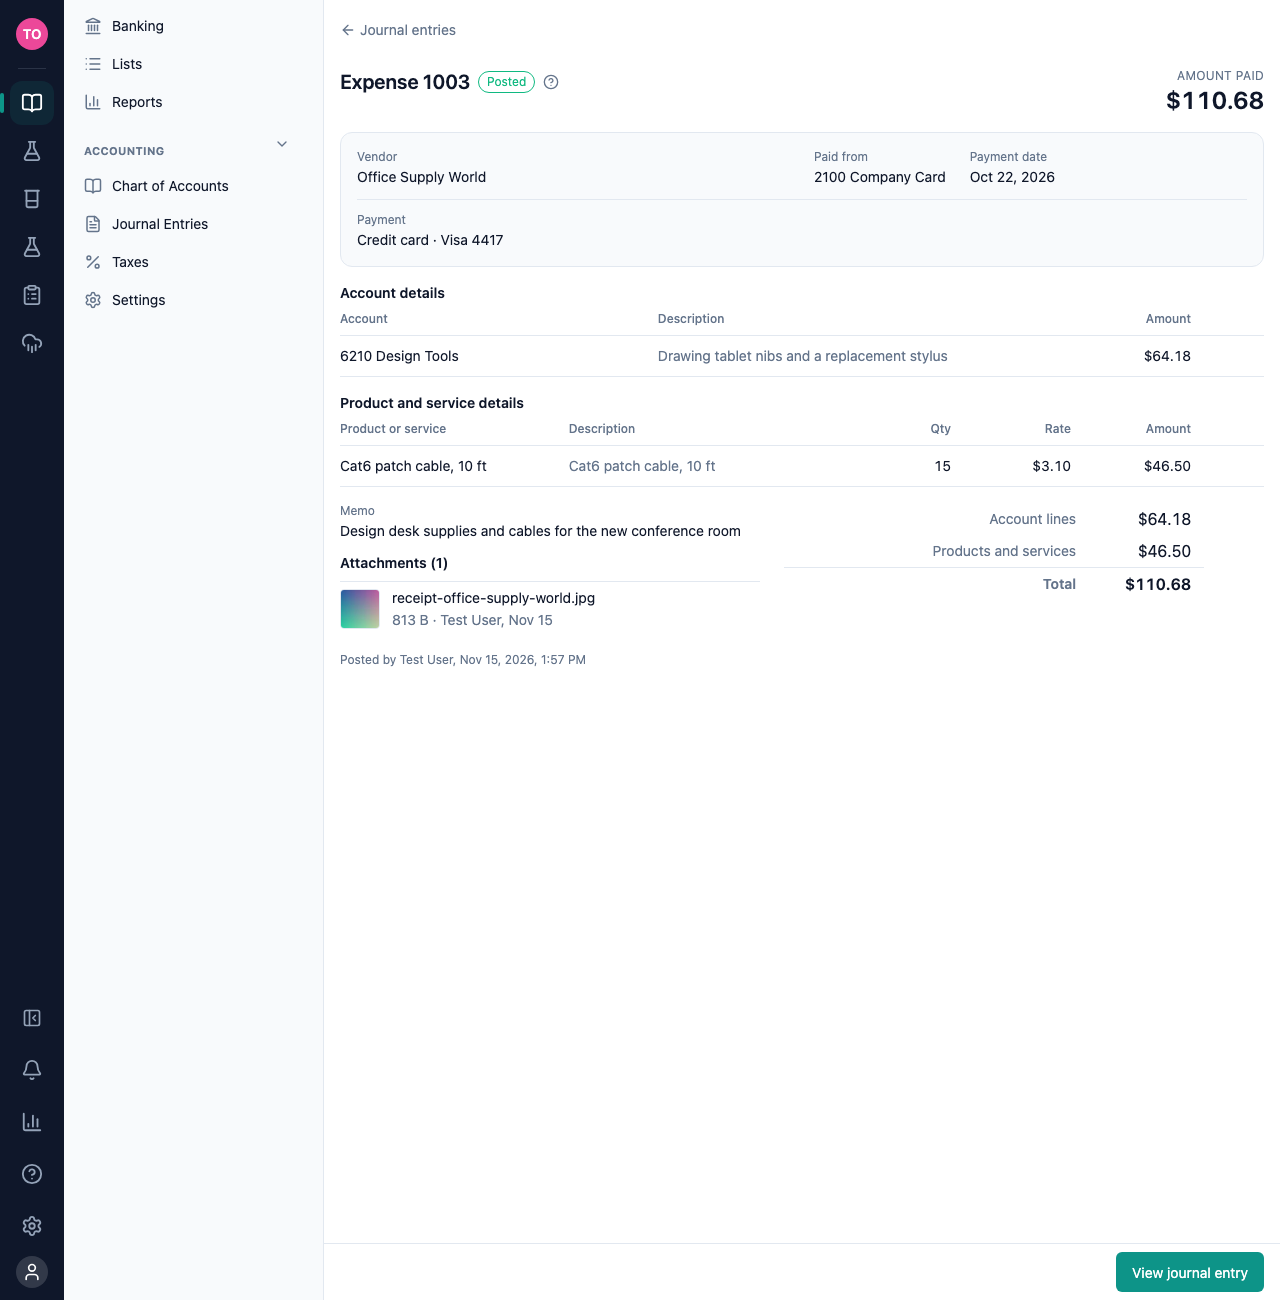 TO
Banking
Lists
Reports
ACCOUNTING
Chart of Accounts
Journal Entries
Taxes
Settings
Journal entries
Expense 1003 Posted
AMOUNT PAID
$110.68
Vendor Paid from Payment date
Office Supply World 2100 Company Card Oct 22, 2026
Payment
Credit card · Visa 4417
Account details
Account Description Amount
6210 Design Tools Drawing tablet nibs and a replacement stylus $64.18
Product and service details
Product or service Description Qty Rate Amount
Cat6 patch cable, 10 ft Cat6 patch cable, 10 ft 15 $3.10 $46.50
Memo
Design desk supplies and cables for the new conference room
Account lines $64.18
Products and services $46.50
Total $110.68
Attachments (1)
receipt-office-supply-world.jpg
813 B · Test User, Nov 15
Posted by Test User, Nov 15, 2026, 1:57 PM
View journal entry